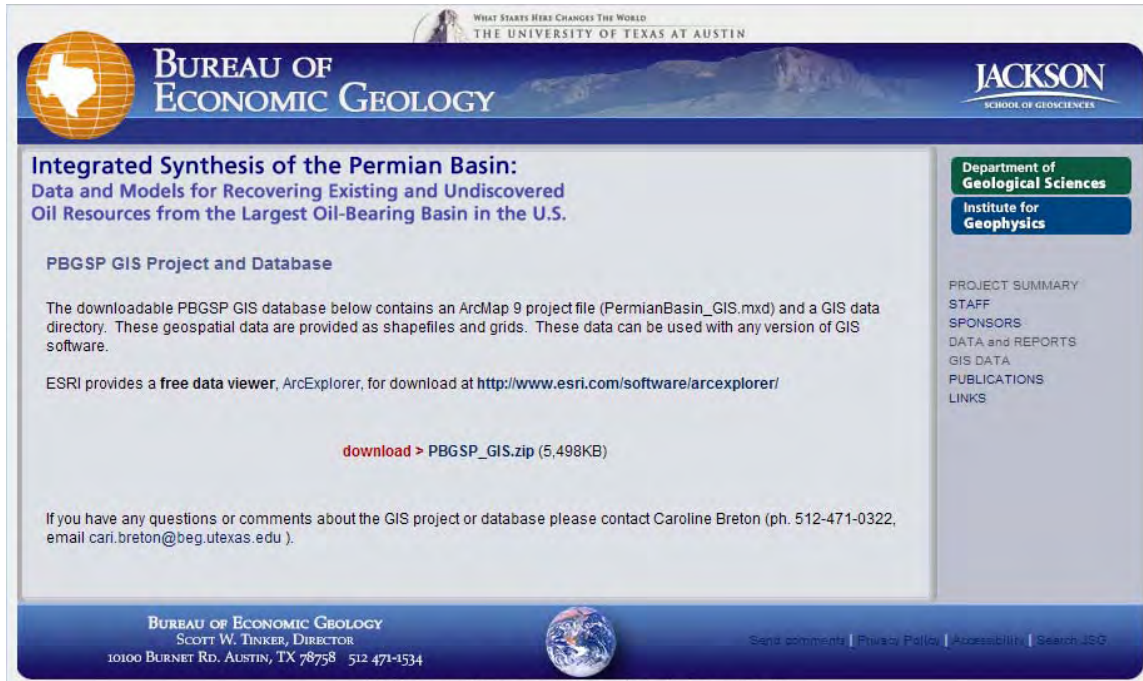 WHAT STARTS HERE CHANGES THE WORLD
THE UNIVERSITY OF TEXAS AT AUSTIN
BUREAU OF
ECONOMIC GEOLOGY
JACKSON
SCHOOL OF GEOSCIENCES
Integrated Synthesis of the Permian Basin:
Data and Models for Recovering Existing and Undiscovered
Oil Resources from the Largest Oil-Bearing Basin in the U.S.
PBGSP GIS Project and Database
The downloadable PBGSP GIS database below contains an ArcMap 9 project file (PermianBasin_GIS.mxd) and a GIS data
directory. These geospatial data are provided as shapefiles and grids. These data can be used with any version of GIS
software.
ESRI provides a free data viewer, ArcExplorer, for download at http://www.esri.com/software/arcexplorer/
download > PBGSP_GIS.zip (5,498KB)
If you have any questions or comments about the GIS project or database please contact Caroline Breton (ph. 512-471-0322,
email cari.breton@beg.utexas.edu ).
Department of
Geological Sciences
Institute for
Geophysics
PROJECT SUMMARY
STAFF
SPONSORS
DATA and REPORTS
GIS DATA
PUBLICATIONS
LINKS
BUREAU OF ECONOMIC GEOLOGY
SCOTT W. TINKER, DIRECTOR
10100 BURNET RD. AUSTIN, TX 78758 512 471-1534
Send comments | Privacy Policy | Accessibility | Search JSG